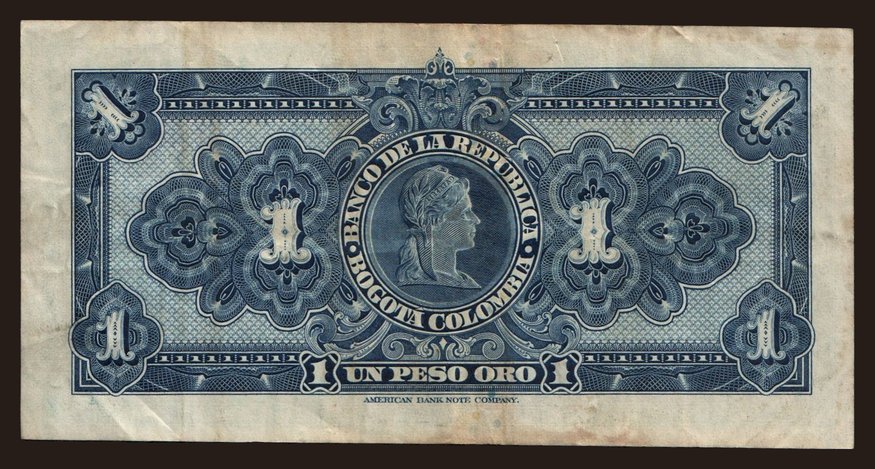 1 1
BANCO DE LA REPUBLICA
1 1
BOGOTA COLOMBIA
1 1
1 UN PESO ORO 1
AMERICAN BANK NOTE COMPANY.